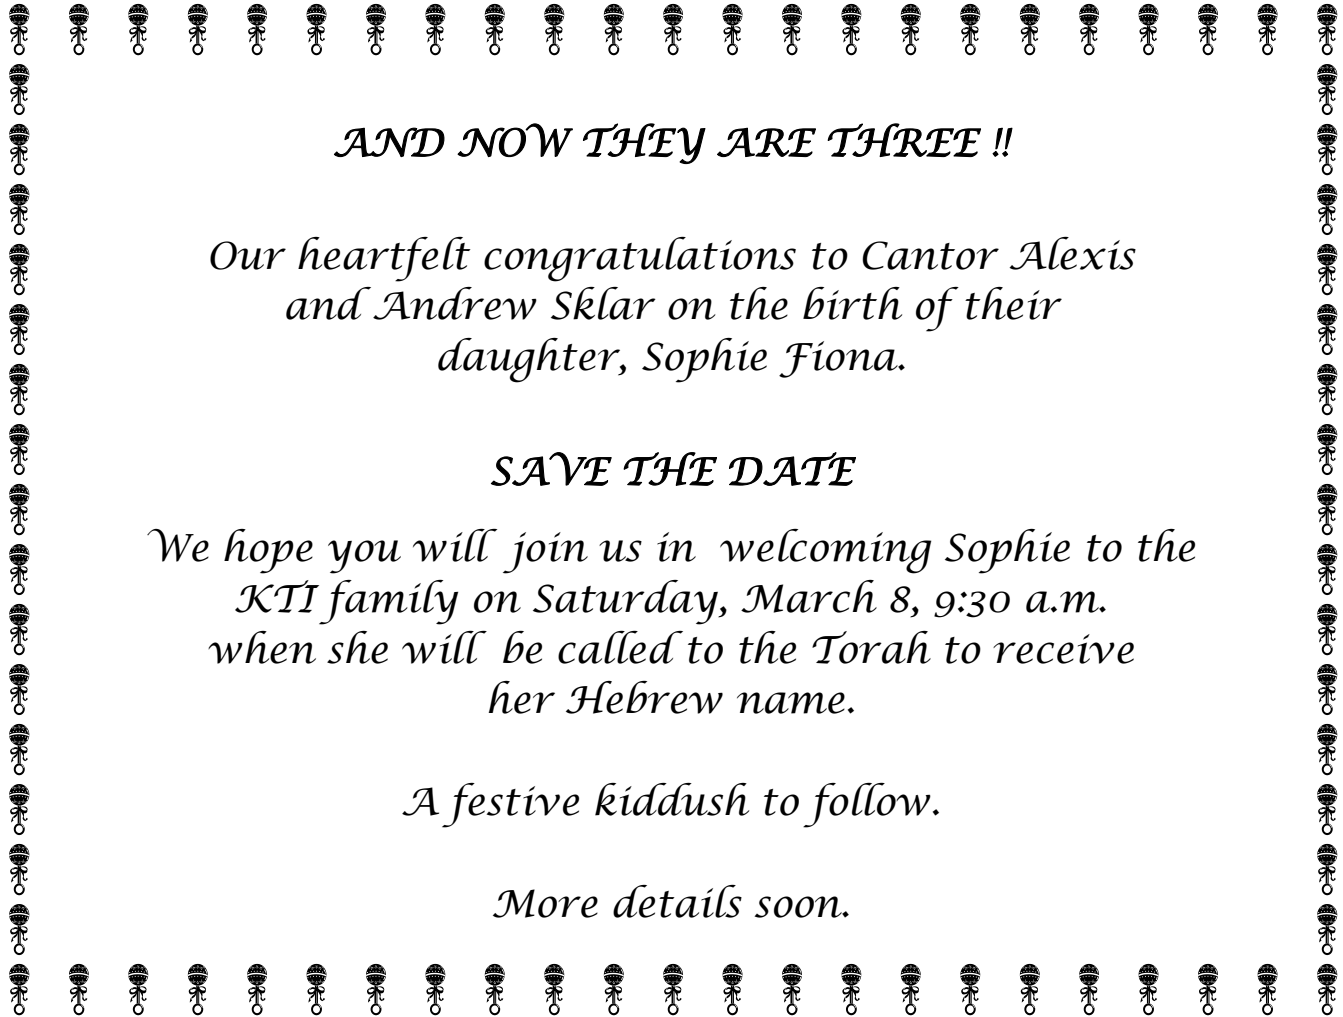 AND NOW THEY ARE THREE !!
Our heartfelt congratulations to Cantor Alexis
and Andrew Sklar on the birth of their
daughter, Sophie Fiona.
SAVE THE DATE
We hope you will  join us in  welcoming Sophie to the
KTI family on Saturday, March 8, 9:30 a.m.
when she will  be called to the Torah to receive
her Hebrew name.
A festive kiddush to follow.
More details soon.